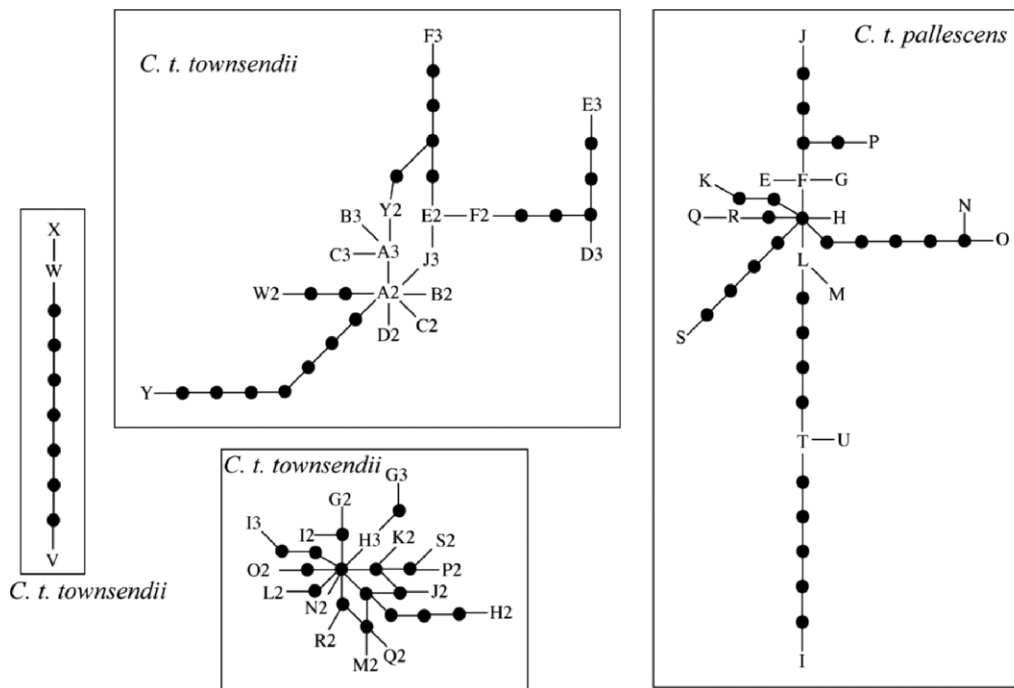 C. t. townsendii
F3
E3
B3
Y2
E2
F2
C3
A3
J3
D3
W2
A2
B2
D2
C2
Y
C. t. pallescens
J
P
K
E
F
G
Q
R
H
N
O
L
M
S
T
U
I
X
W
V
C. t. townsendii
C. t. townsendii
G3
G2
I3
I2
H3
K2
S2
O2
P2
L2
N2
J2
R2
H2
M2
Q2